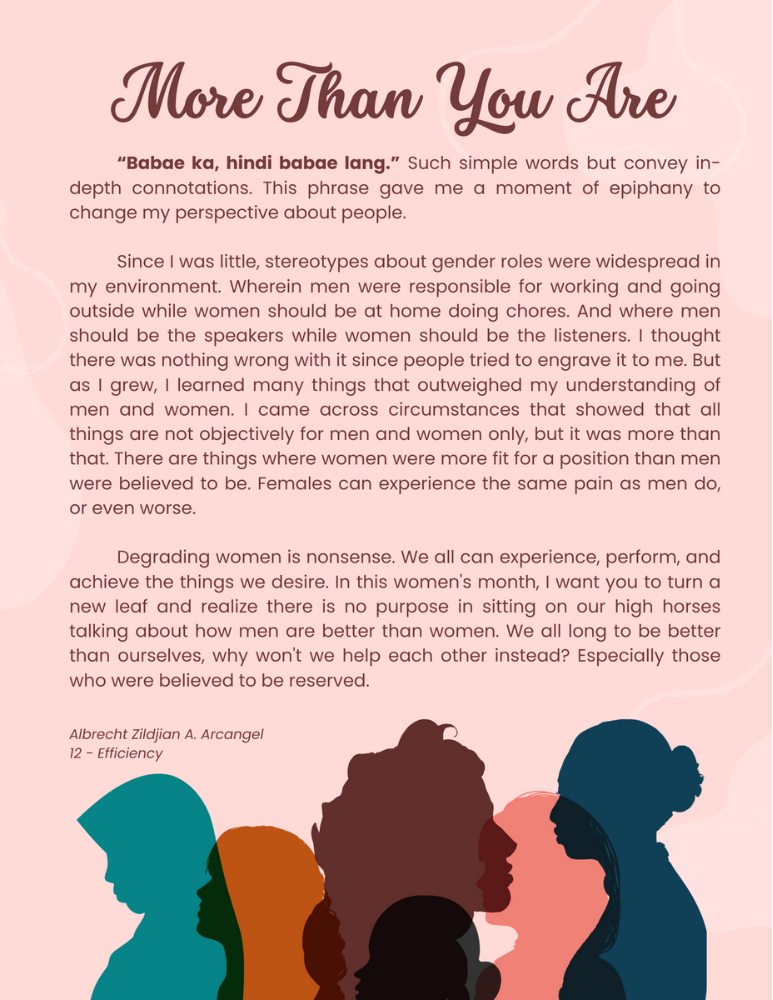 More Than You Are
“Babae ka, hindi babae lang.” Such simple words but convey in-
depth connotations. This phrase gave me a moment of epiphany to
change my perspective about people.
Since I was little, stereotypes about gender roles were widespread in
my environment. Wherein men were responsible for working and going
outside while women should be at home doing chores. And where men
should be the speakers while women should be the listeners. I thought
there was nothing wrong with it since people tried to engrave it to me. But
as I grew, I learned many things that outweighed my understanding of
men and women. I came across circumstances that showed that all
things are not objectively for men and women only, but it was more than
that. There are things where women were more fit for a position than men
were believed to be. Females can experience the same pain as men do,
or even worse.
Degrading women is nonsense. We all can experience, perform, and
achieve the things we desire. In this women's month, I want you to turn a
new leaf and realize there is no purpose in sitting on our high horses
talking about how men are better than women. We all long to be better
than ourselves, why won't we help each other instead? Especially those
who were believed to be reserved.
Albrecht Zildjian A. Arcangel
12 - Efficiency